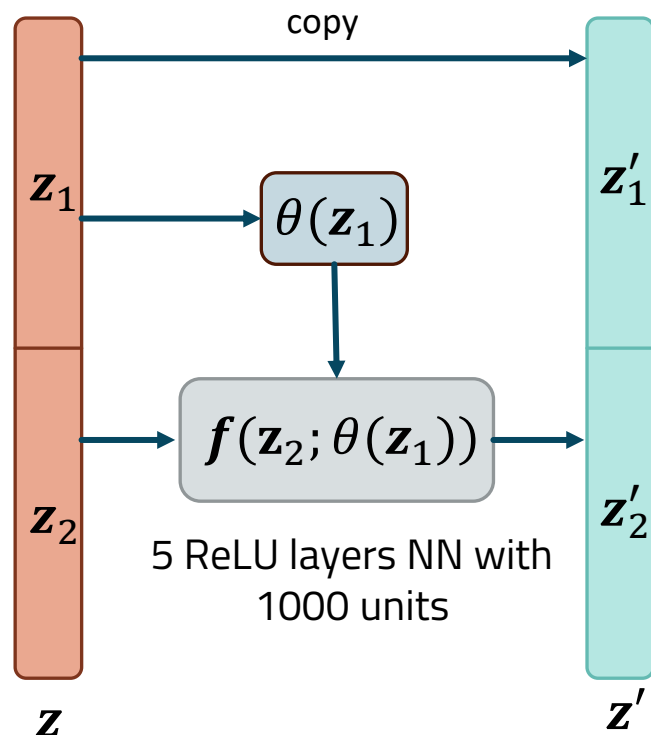 copy
z₁
z′₁
θ(z₁)
f(z₂; θ(z₁))
z₂
z′₂
5 ReLU layers NN with
1000 units
z
z′